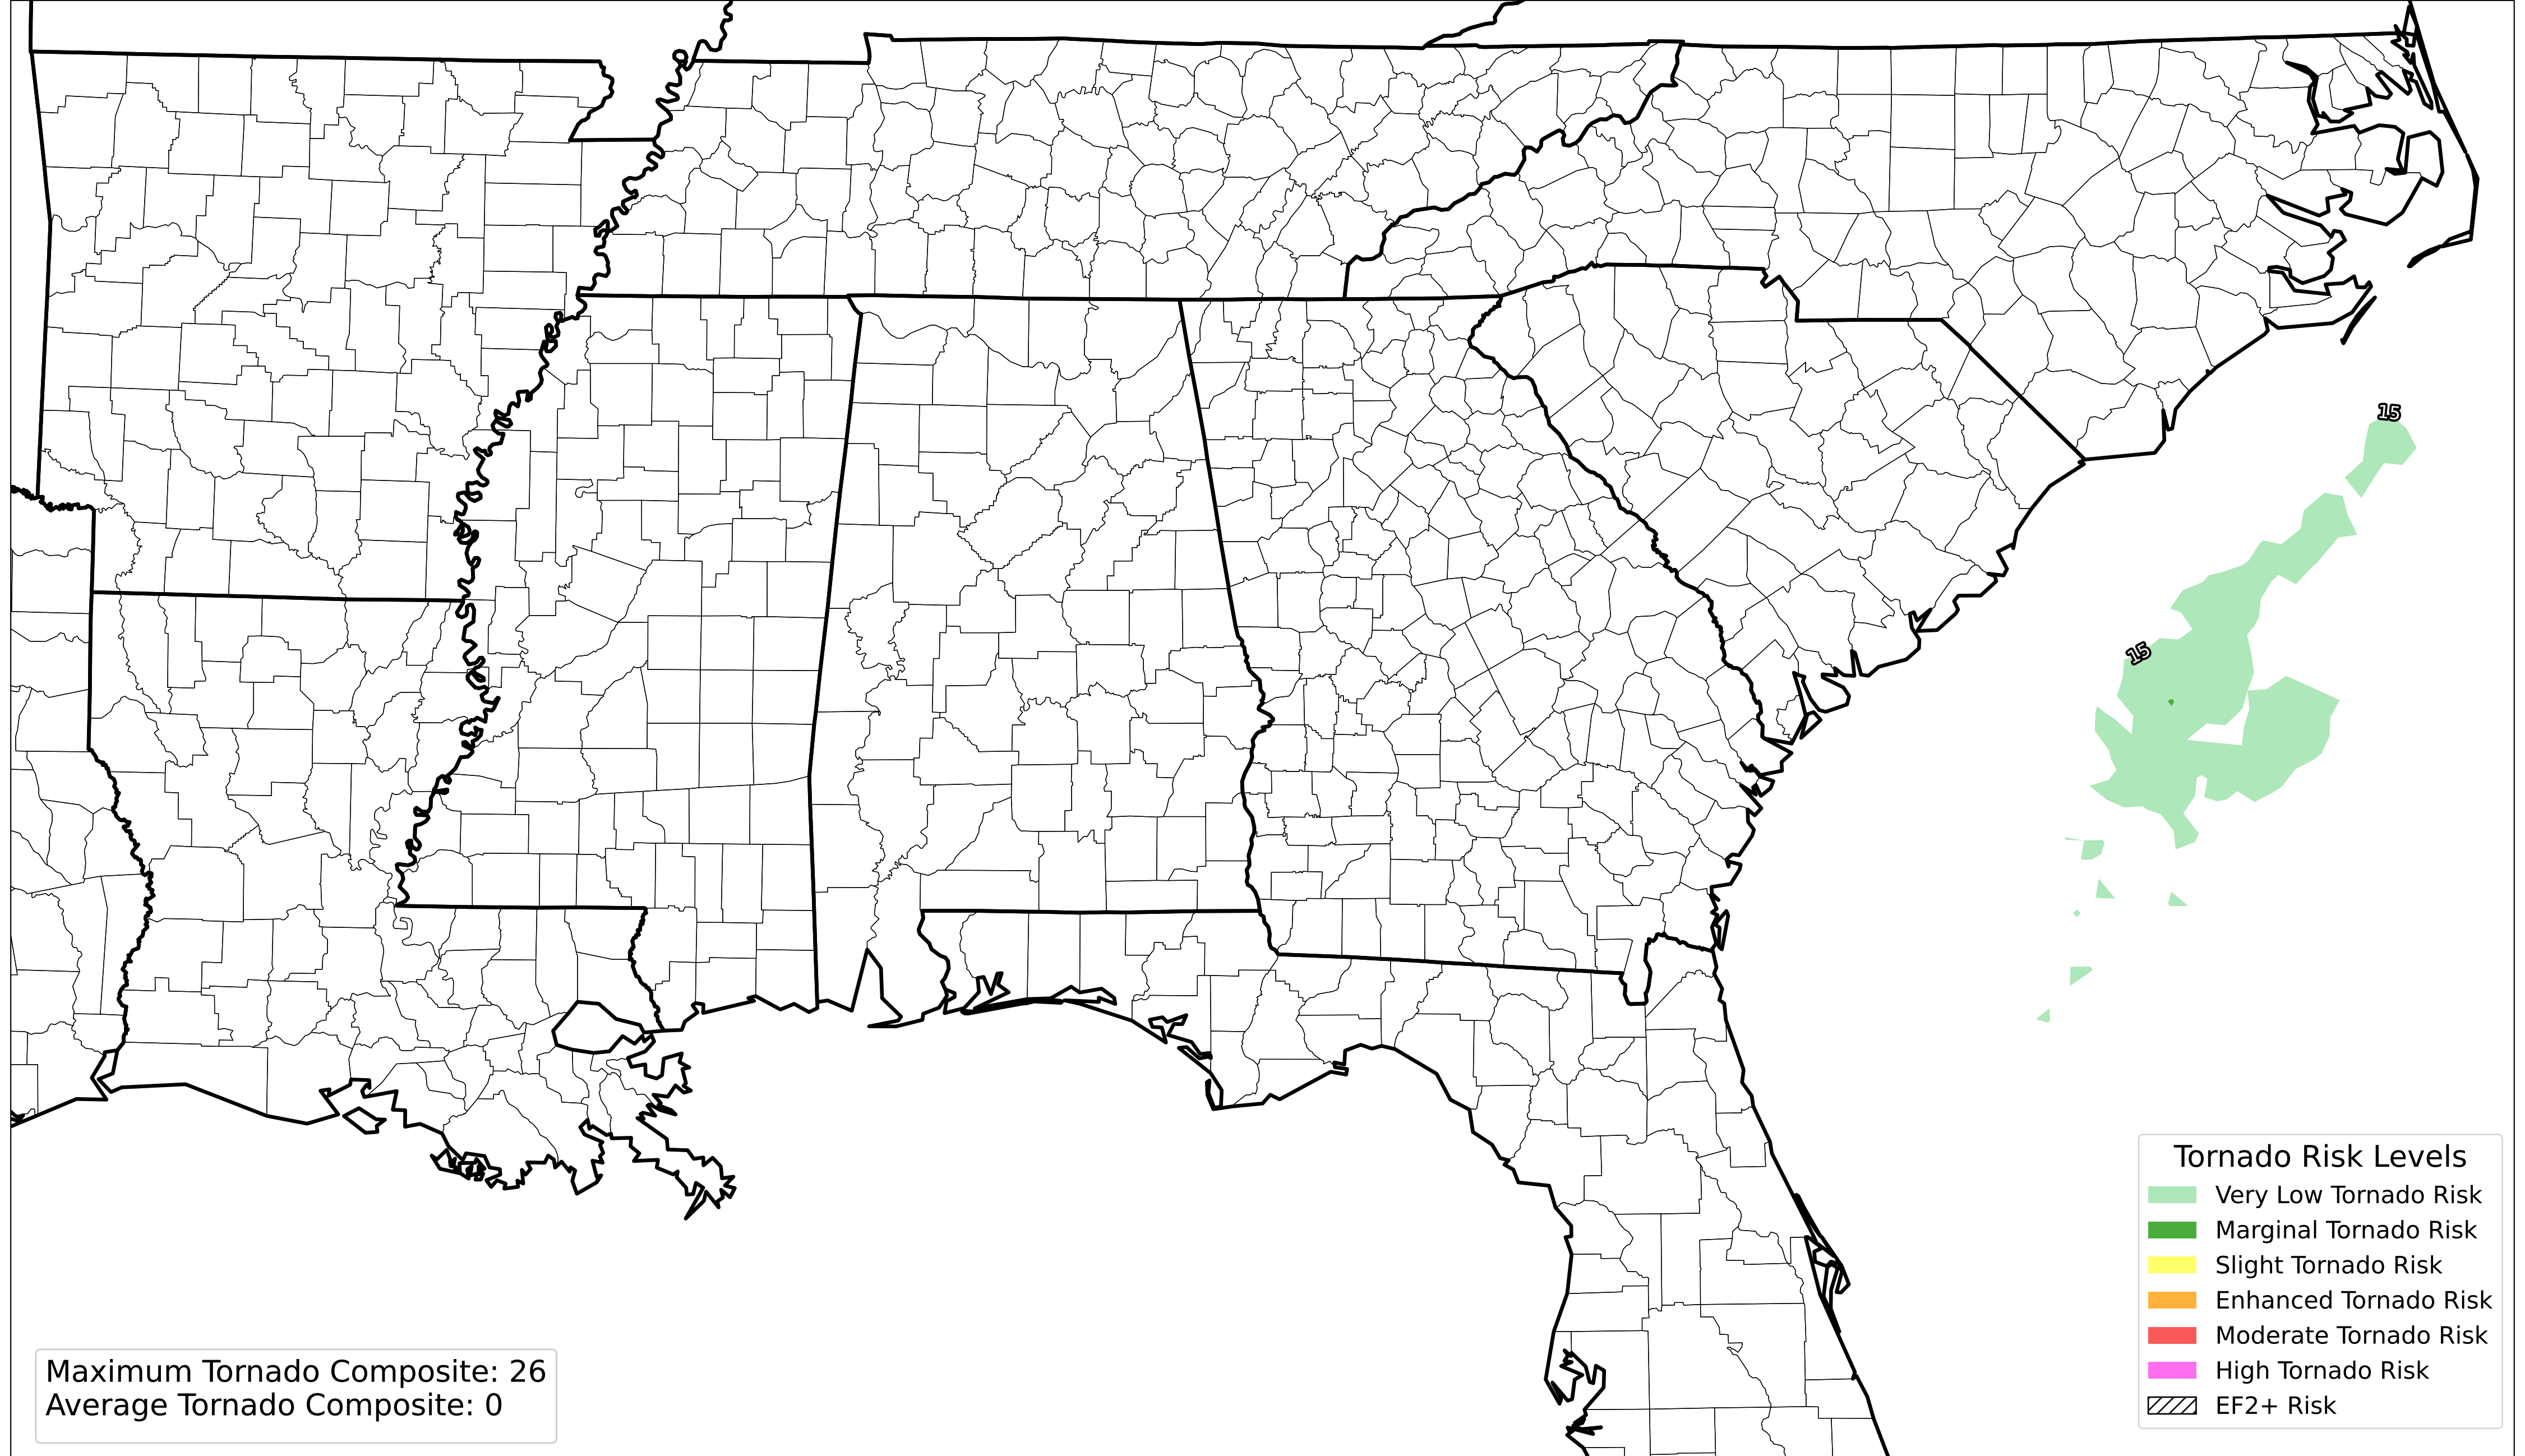 15
15
Tornado Risk Levels
Very Low Tornado Risk
Marginal Tornado Risk
Slight Tornado Risk
Enhanced Tornado Risk
Moderate Tornado Risk
High Tornado Risk
EF2+ Risk
Maximum Tornado Composite: 26
Average Tornado Composite: 0